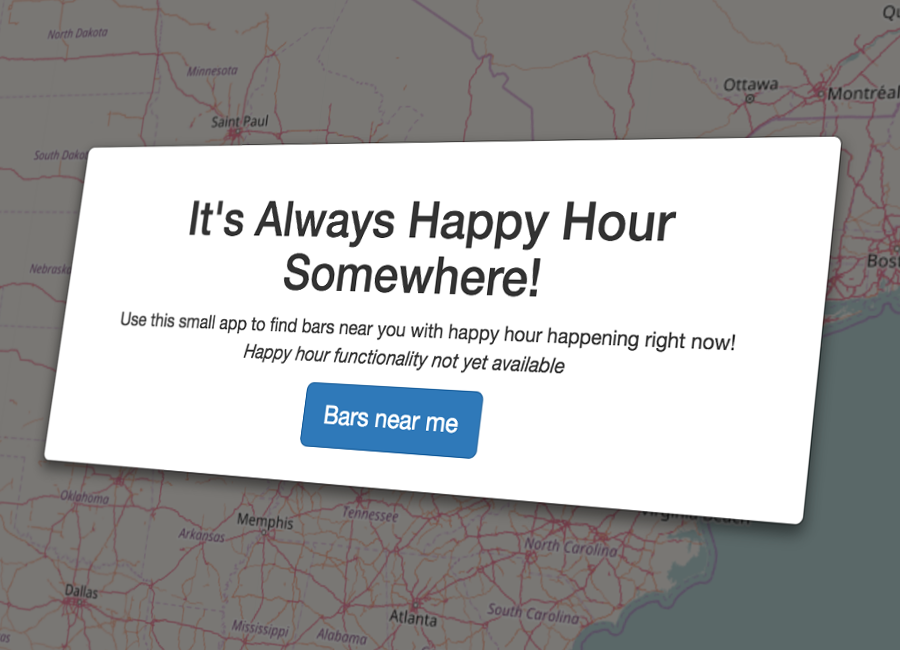 Qu
North Dakota
Minnesota
Ottawa
Montréal
Saint Paul
South Dako
It's Always Happy Hour
Somewhere!
Nebraska
Bost
Use this small app to find bars near you with happy hour happening right now!
Happy hour functionality not yet available
Bars near me
Oklahoma
Memphis
Tennessee
Virginia Beach
Arkansas
North Carolina
Dallas
Atlanta
South Carolina
Mississippi
Alabama
as